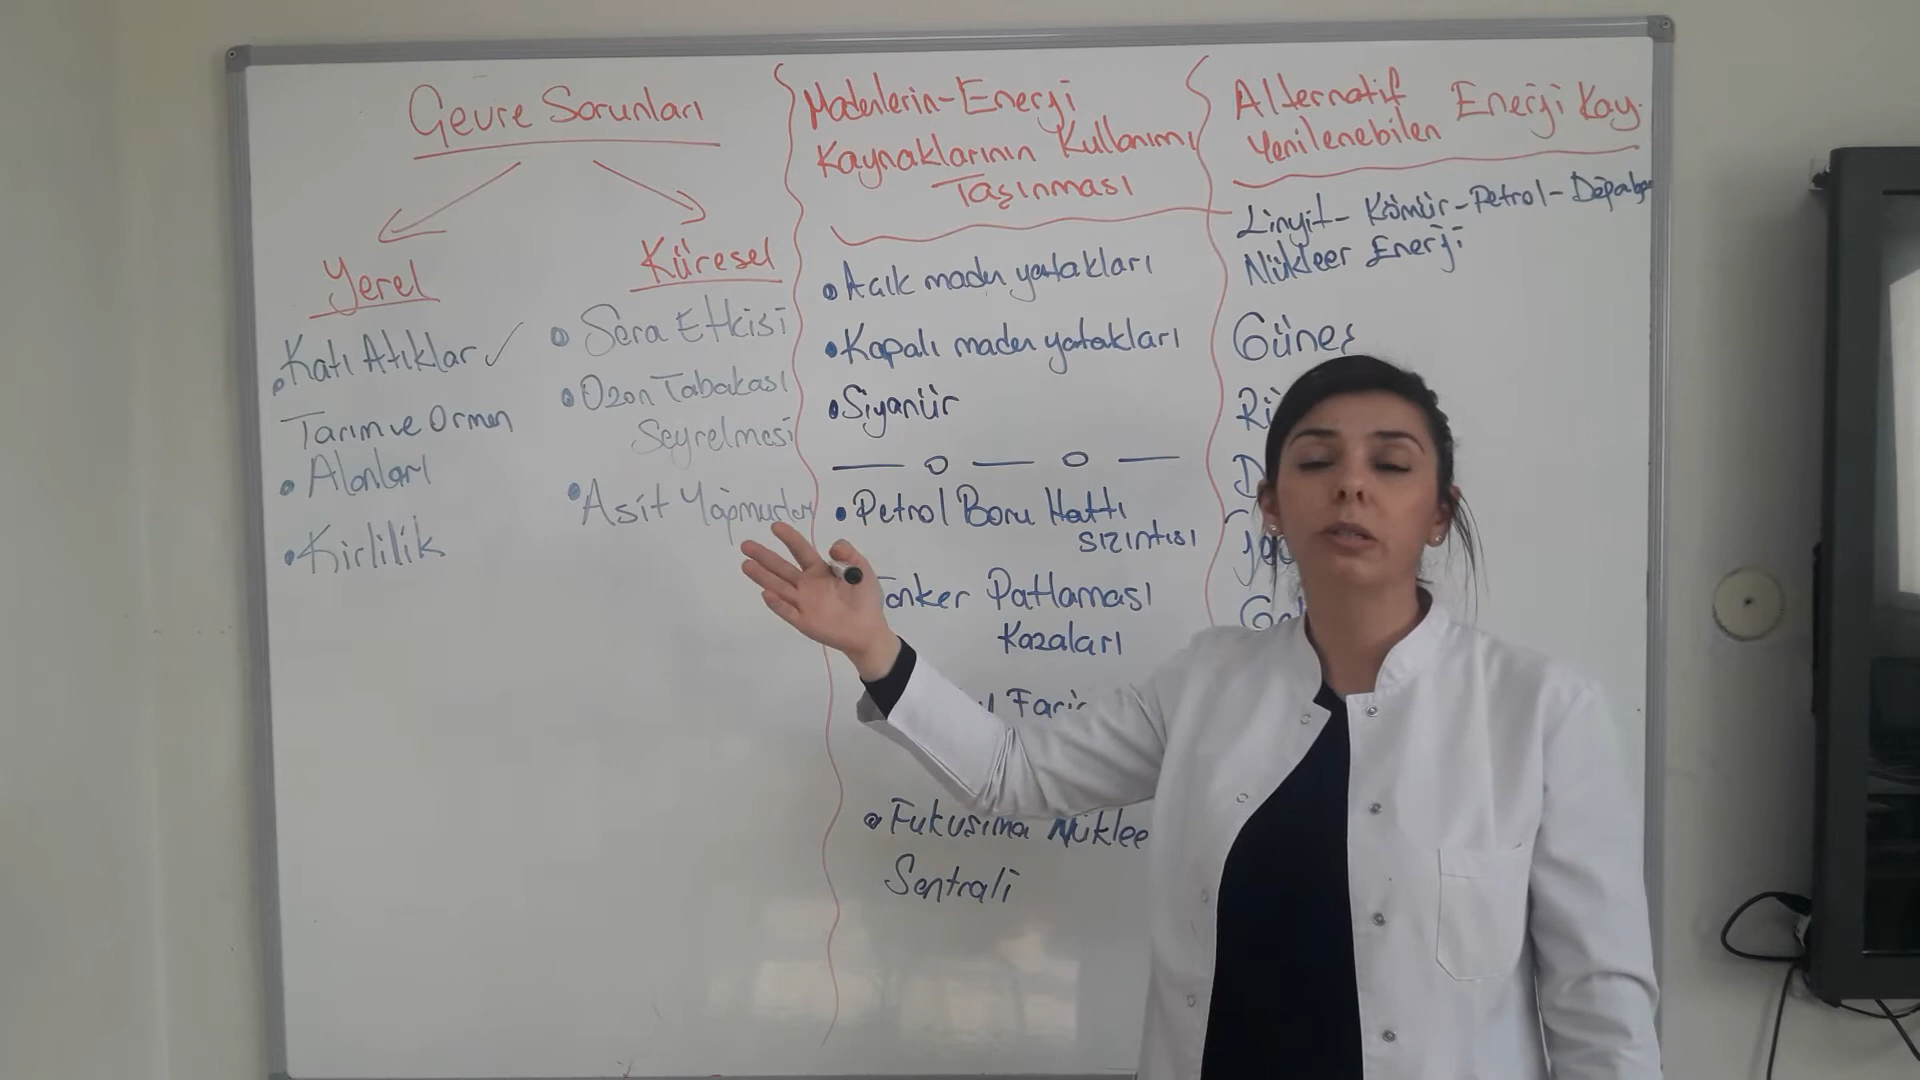 Çevre Sorunları
Yerel
Katı Atıklar ✓
Tarım ve Orman
• Alanları
• Kirlilik
Küresel
• Sera Etkisi
• Ozon Tabakası
Seyrelmesi
• Asit Yağmurları
Madenlerin-Enerji
Kaynaklarının Kullanımı
Taşınması
• Açık maden yatakları
• Kapalı maden yatakları
• Siyanür
• Petrol Boru Hattı
sızıntısı
Tanker Patlaması
Kazaları
• Fukusima Nüklee
Santrali
Alternatif Enerji Kay.
Yenilenebilen
Linyit- Kömür-Petrol-
Nükleer Enerji
Güneş